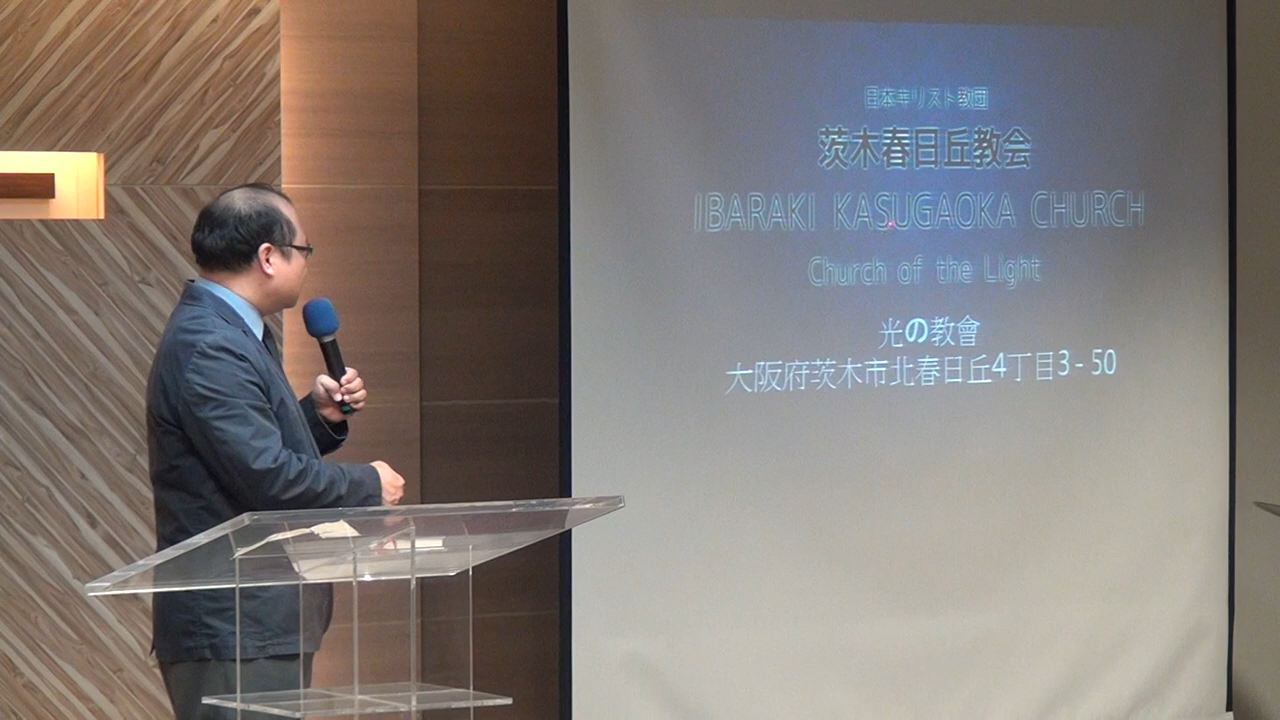 日本キリスト教団
茨木春日丘教会
IBARAKI KASUGAOKA CHURCH
Church of the Light
光の教會
大阪府茨木市北春日丘4丁目3-50